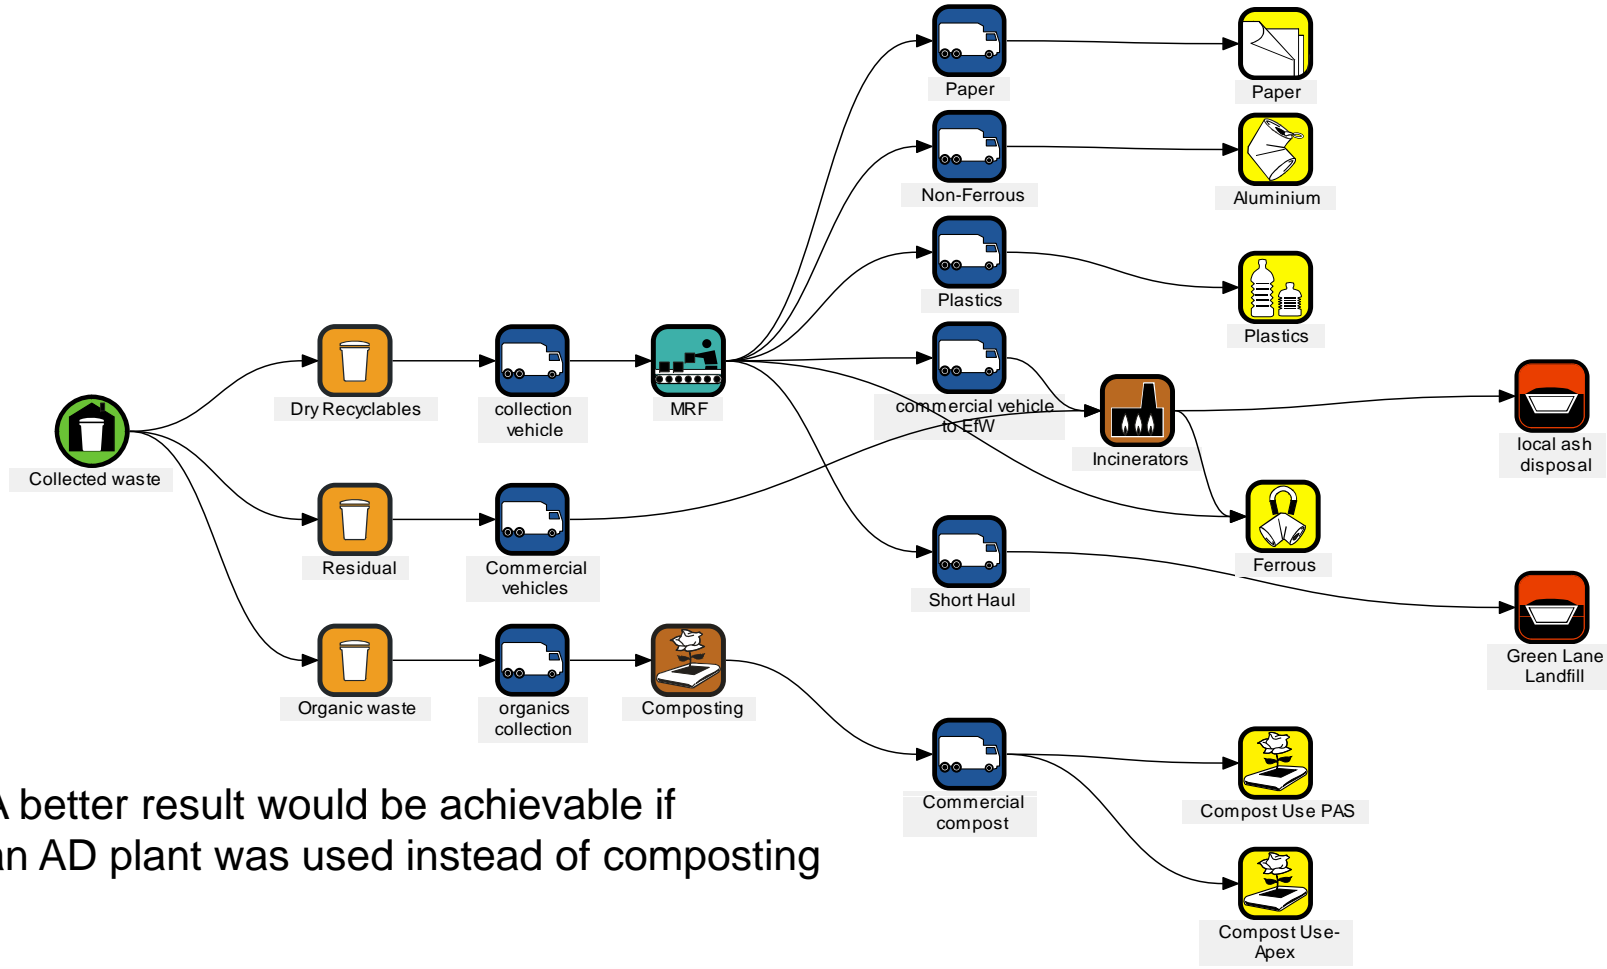 Paper
Paper
Non-Ferrous
Aluminium
Plastics
Plastics
Dry Recyclables
collection
vehicle
MRF
commercial vehicle
to EfW
Incinerators
local ash
disposal
Collected waste
Residual
Commercial
vehicles
Short Haul
Ferrous
Green Lane
Landfill
Organic waste
organics
collection
Composting
Commercial
compost
Compost Use PAS
Compost Use-
Apex
A better result would be achievable if
an AD plant was used instead of composting